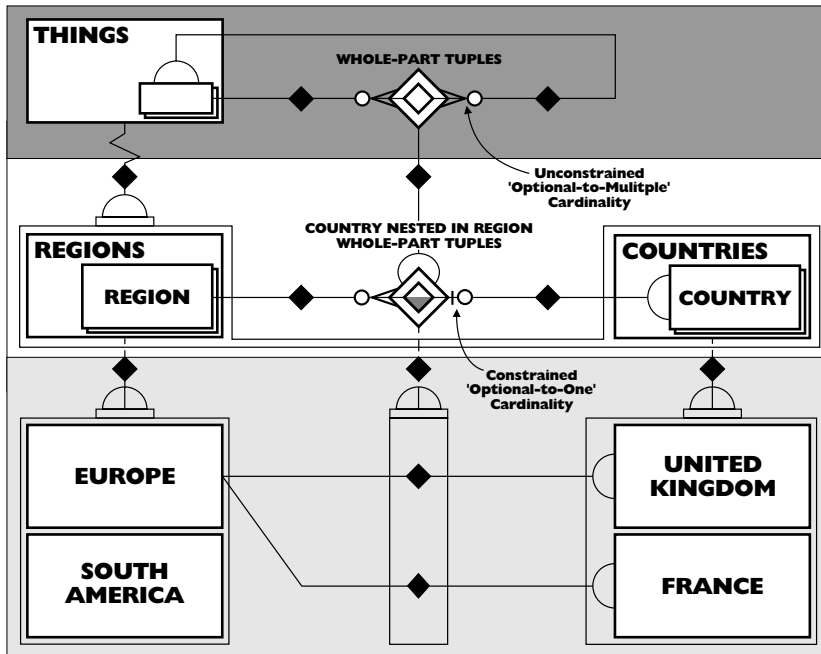 THINGS
WHOLE-PART TUPLES
Unconstrained
'Optional-to-Mulitple'
Cardinality
COUNTRY NESTED IN REGION
WHOLE-PART TUPLES
REGIONS
REGION
COUNTRIES
COUNTRY
Constrained
'Optional-to-One'
Cardinality
EUROPE
UNITED
KINGDOM
SOUTH
AMERICA
FRANCE